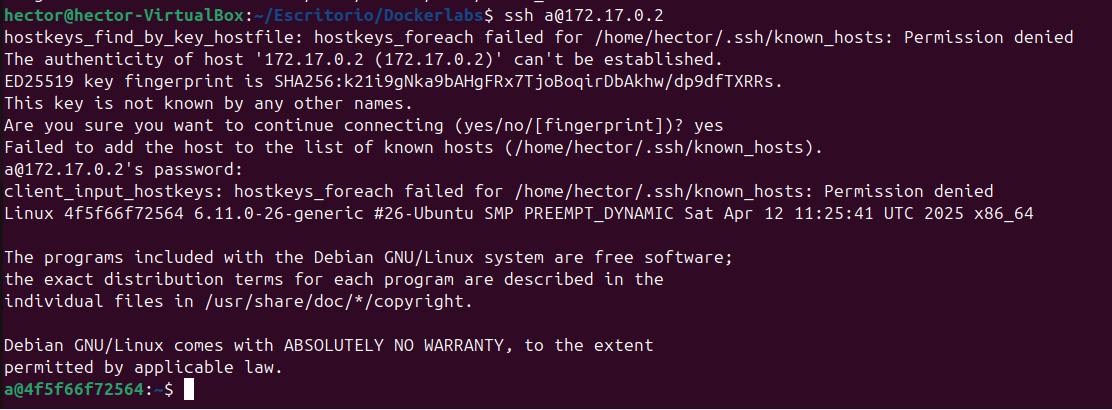 hector@hector-VirtualBox:~/Escritorio/Dockerlabs$ ssh a@172.17.0.2
hostkeys_find_by_key_hostfile: hostkeys_foreach failed for /home/hector/.ssh/known_hosts: Permission denied
The authenticity of host '172.17.0.2 (172.17.0.2)' can't be established.
ED25519 key fingerprint is SHA256:k21i9gNka9bAHgFRx7TjoBoqirDbAkhw/dp9dfTXRRs.
This key is not known by any other names.
Are you sure you want to continue connecting (yes/no/[fingerprint])? yes
Failed to add the host to the list of known hosts (/home/hector/.ssh/known_hosts).
a@172.17.0.2's password:
client_input_hostkeys: hostkeys_foreach failed for /home/hector/.ssh/known_hosts: Permission denied
Linux 4f5f66f72564 6.11.0-26-generic #26-Ubuntu SMP PREEMPT_DYNAMIC Sat Apr 12 11:25:41 UTC 2025 x86_64

The programs included with the Debian GNU/Linux system are free software;
the exact distribution terms for each program are described in the
individual files in /usr/share/doc/*/copyright.

Debian GNU/Linux comes with ABSOLUTELY NO WARRANTY, to the extent
permitted by applicable law.
a@4f5f66f72564:~$